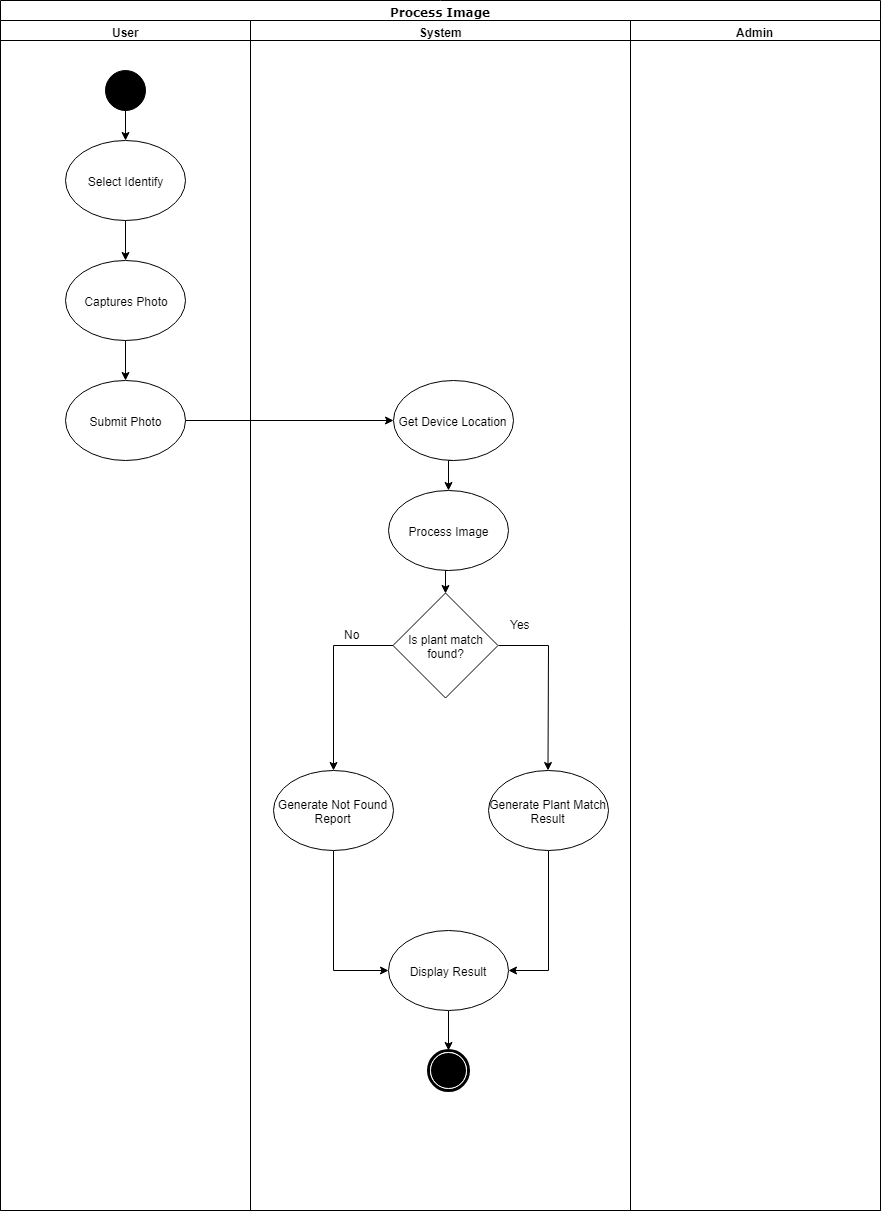 Process Image
User
System
Admin
Select Identify
Captures Photo
Submit Photo
Get Device Location
Process Image
Is plant match
found?
No
Yes
Generate Not Found
Report
Generate Plant Match
Result
Display Result